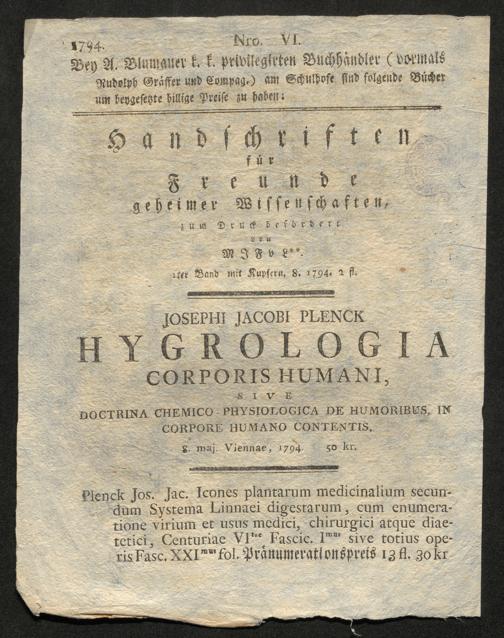 1794. Nro. VI.
Bey A. Blumauer k. k. privilegirten Buchhändler (vormals
Rudolph Gräffer und Compag.) am Schulhofe sind folgende Bücher
um beygesetzte billige Preise zu haben:
Handschriften
für
Freunde
geheimer Wissenschaften,
zum Druck befördert
von
M J F v L**.
1ter Band mit Kupfern, 8. 1794. 2 fl.
JOSEPHI JACOBI PLENCK
HYGROLOGIA
CORPORIS HUMANI,
SIVE
DOCTRINA CHEMICO PHYSIOLOGICA DE HUMORIBUS, IN
CORPORE HUMANO CONTENTIS.
8. maj. Viennae, 1794. 50 kr.
Plenck Jos. Jac. Icones plantarum medicinalium secun-
dum Systema Linnaei digestarum, cum enumera-
tione virium et usus medici, chirurgici atque diae-
tetici, Centuriae VItae Fascic. Imus sive totius ope-
ris Fasc. XXImus fol. Pränumerationspreis 13 fl. 30 kr